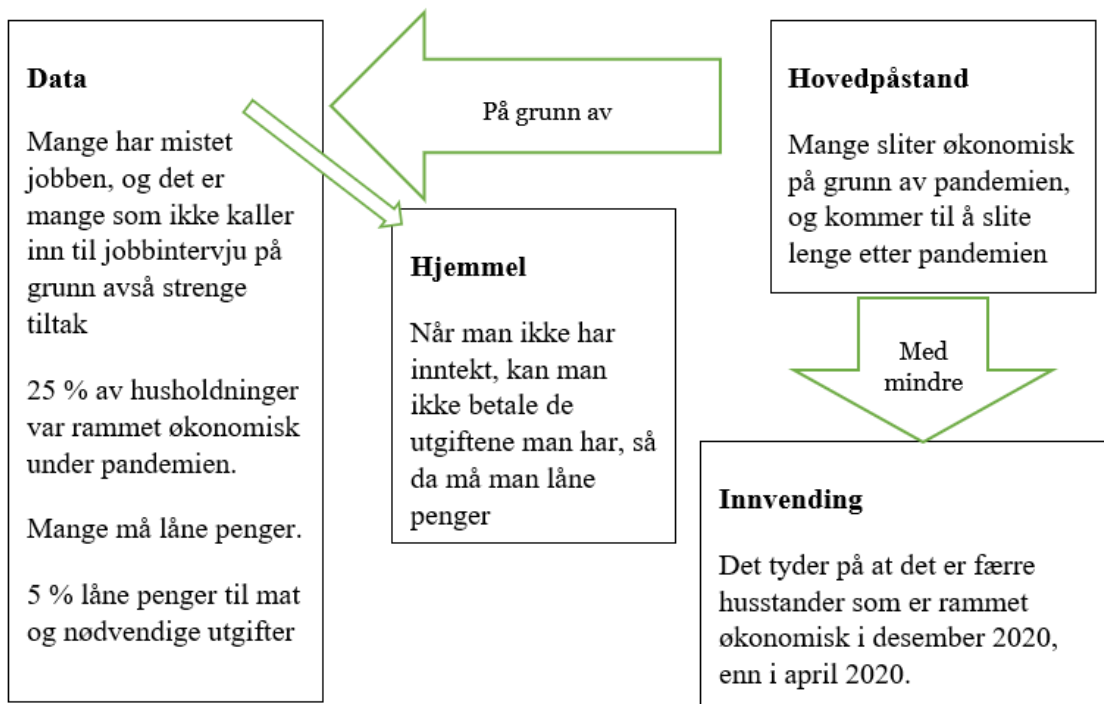 Data
Mange har mistet
jobben, og det er
mange som ikke kaller
inn til jobbintervju på
grunn avså strenge
tiltak
25 % av husholdninger
var rammet økonomisk
under pandemien.
Mange må låne penger.
5 % låne penger til mat
og nødvendige utgifter
På grunn av
Hovedpåstand
Mange sliter økonomisk
på grunn av pandemien,
og kommer til å slite
lenge etter pandemien
Hjemmel
Når man ikke har
inntekt, kan man
ikke betale de
utgiftene man har, så
da må man låne
penger
Med
mindre
Innvending
Det tyder på at det er færre
husstander som er rammet
økonomisk i desember 2020,
enn i april 2020.